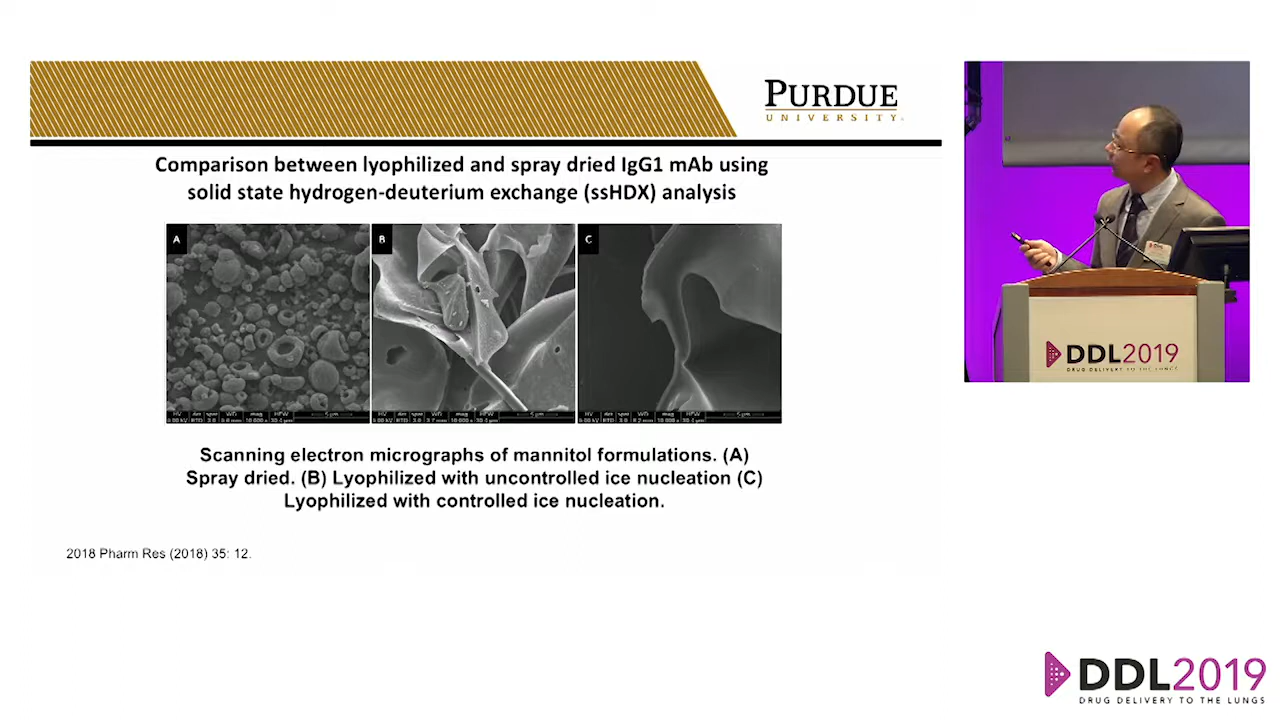 PURDUE
UNIVERSITY
Comparison between lyophilized and spray dried IgG1 mAb using
solid state hydrogen-deuterium exchange (ssHDX) analysis
A
B
C
Scanning electron micrographs of mannitol formulations. (A)
Spray dried. (B) Lyophilized with uncontrolled ice nucleation (C)
Lyophilized with controlled ice nucleation.
2018 Pharm Res (2018) 35: 12.
DDL2019
DRUG DELIVERY TO THE LUNGS
DDL2019
DRUG DELIVERY TO THE LUNGS